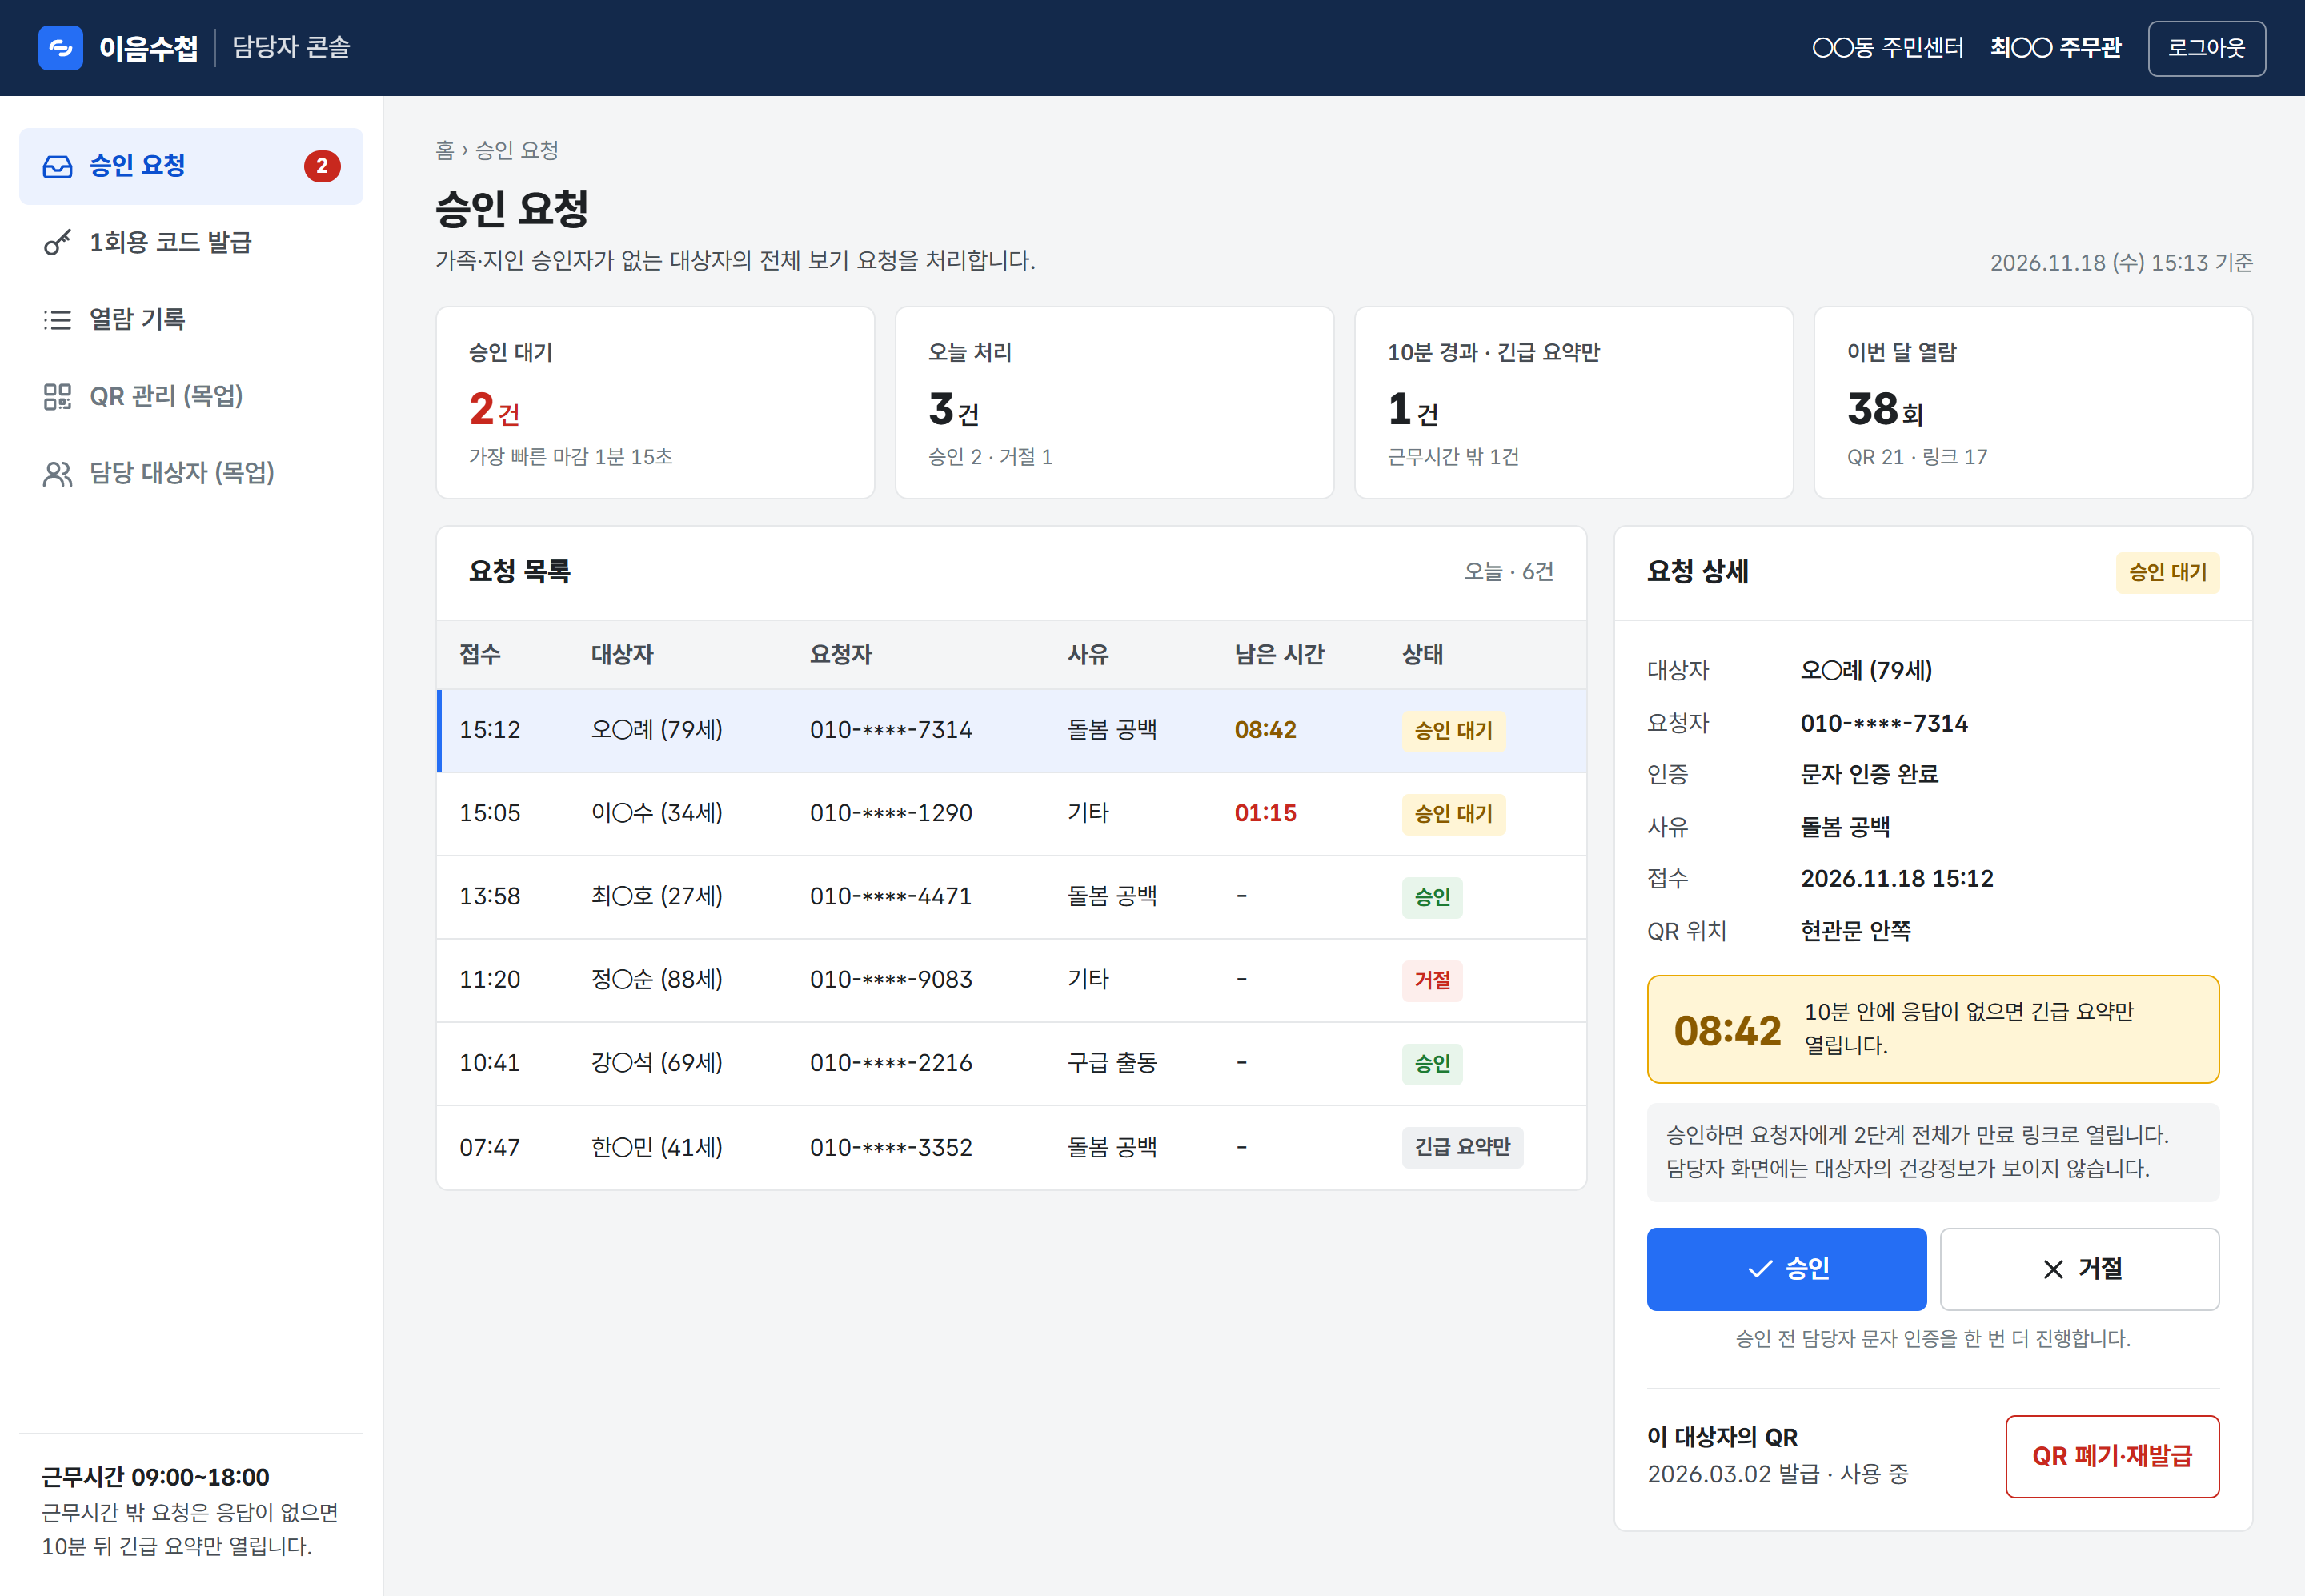 이음수첩 담당자 콘솔
〇〇동 주민센터 최〇〇 주무관 로그아웃
승인 요청 2
1회용 코드 발급
열람 기록
QR 관리 (목업)
담당 대상자 (목업)
근무시간 09:00~18:00
근무시간 밖 요청은 응답이 없으면
10분 뒤 긴급 요약만 열립니다.
홈 › 승인 요청
승인 요청
가족·지인 승인자가 없는 대상자의 전체 보기 요청을 처리합니다.
2026.11.18 (수) 15:13 기준
승인 대기
2건
가장 빠른 마감 1분 15초
오늘 처리
3건
승인 2 · 거절 1
10분 경과 · 긴급 요약만
1건
근무시간 밖 1건
이번 달 열람
38회
QR 21 · 링크 17
요청 목록 오늘 · 6건
접수 대상자 요청자 사유 남은 시간 상태
15:12 오〇례 (79세) 010-****-7314 돌봄 공백 08:42 승인 대기
15:05 이〇수 (34세) 010-****-1290 기타 01:15 승인 대기
13:58 최〇호 (27세) 010-****-4471 돌봄 공백 - 승인
11:20 정〇순 (88세) 010-****-9083 기타 - 거절
10:41 강〇석 (69세) 010-****-2216 구급 출동 - 승인
07:47 한〇민 (41세) 010-****-3352 돌봄 공백 - 긴급 요약만
요청 상세 승인 대기
대상자 오〇례 (79세)
요청자 010-****-7314
인증 문자 인증 완료
사유 돌봄 공백
접수 2026.11.18 15:12
QR 위치 현관문 안쪽
08:42
10분 안에 응답이 없으면 긴급 요약만
열립니다.
승인하면 요청자에게 2단계 전체가 만료 링크로 열립니다.
담당자 화면에는 대상자의 건강정보가 보이지 않습니다.
승인 거절
승인 전 담당자 문자 인증을 한 번 더 진행합니다.
이 대상자의 QR
2026.03.02 발급 · 사용 중
QR 폐기·재발급